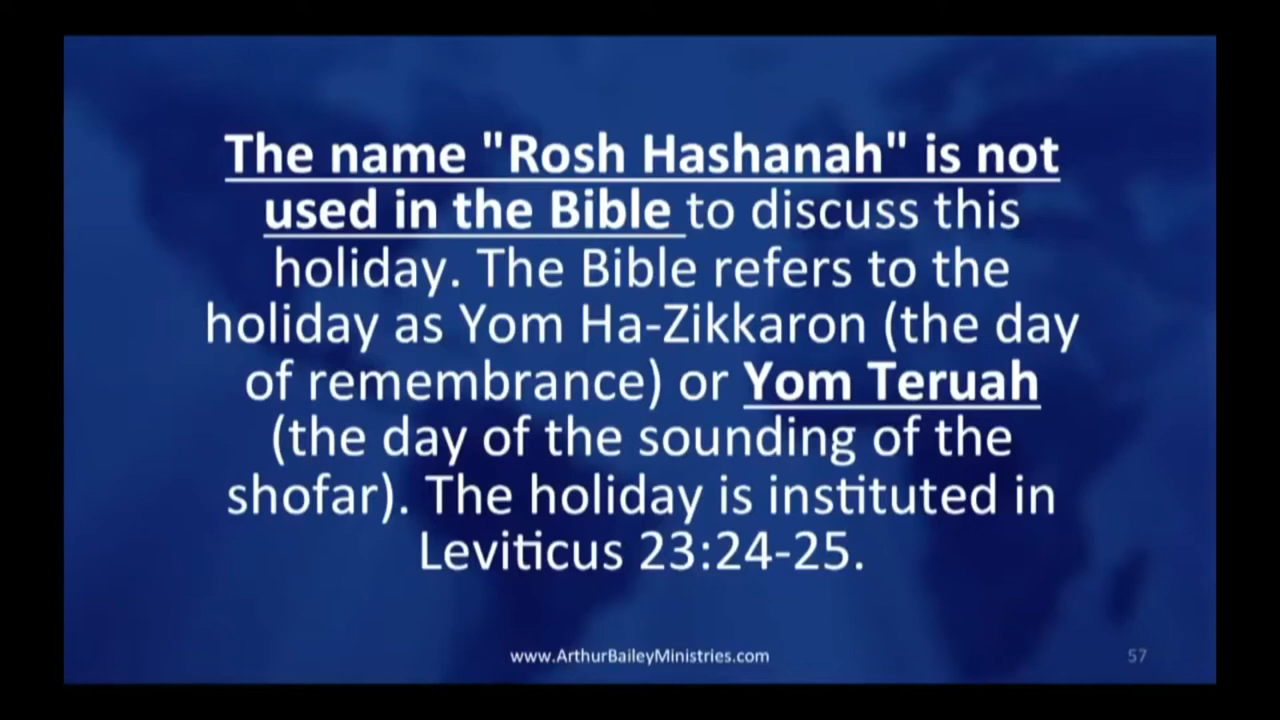 The name "Rosh Hashanah" is not
used in the Bible to discuss this
holiday. The Bible refers to the
holiday as Yom Ha-Zikkaron (the day
of remembrance) or Yom Teruah
(the day of the sounding of the
shofar). The holiday is instituted in
Leviticus 23:24-25.
www.ArthurBaileyMinistries.com
57